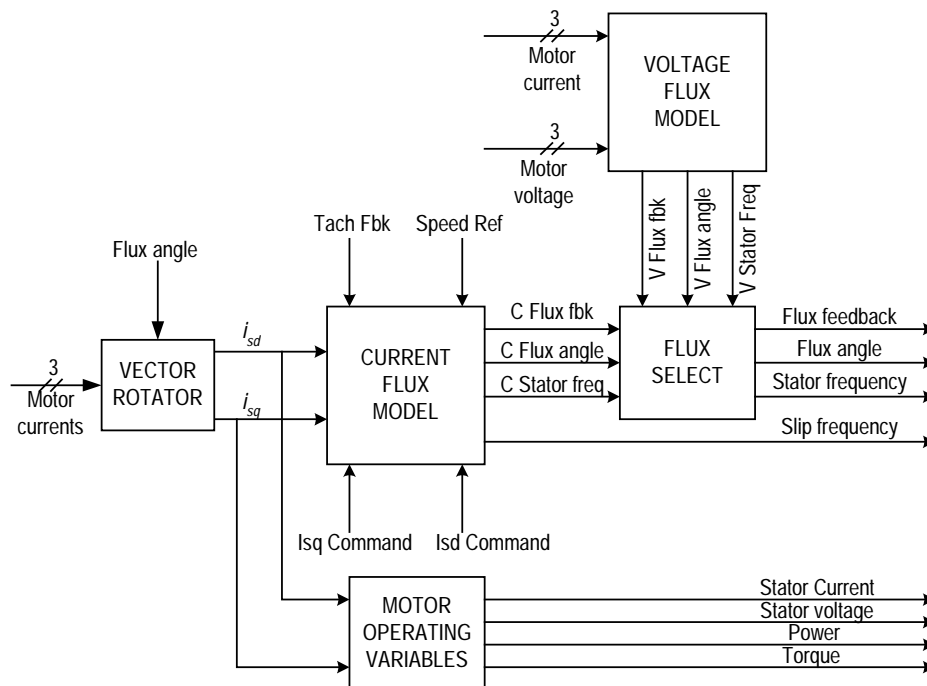 3
Motor
current
VOLTAGE
FLUX
MODEL
3
Motor
voltage
V Flux fbk
V Flux angle
V Stator Freq
Tach Fbk
Speed Ref
Flux angle
3
Motor
currents
VECTOR
ROTATOR
isd
isq
CURRENT
FLUX
MODEL
C Flux fbk
C Flux angle
C Stator freq
FLUX
SELECT
Flux feedback
Flux angle
Stator frequency
Slip frequency
Isq Command
Isd Command
MOTOR
OPERATING
VARIABLES
Stator Current
Stator voltage
Power
Torque